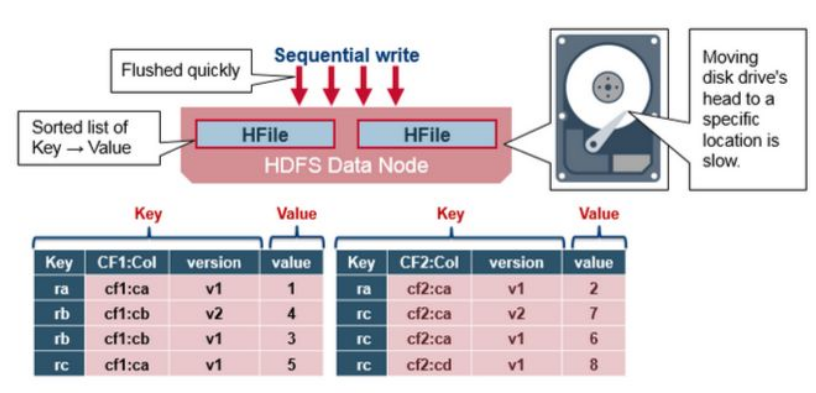 Sequential write
Flushed quickly
Moving
disk drive's
head to a
specific
location is
slow.
Sorted list of
Key → Value
HFile HFile
HDFS Data Node
Key Value Key Value
Key CF1:Col version value Key CF2:Col version value
ra cf1:ca v1 1 ra cf2:ca v1 2
rb cf1:cb v2 4 rc cf2:ca v2 7
rb cf1:cb v1 3 rc cf2:ca v1 6
rc cf1:ca v1 5 rc cf2:cd v1 8